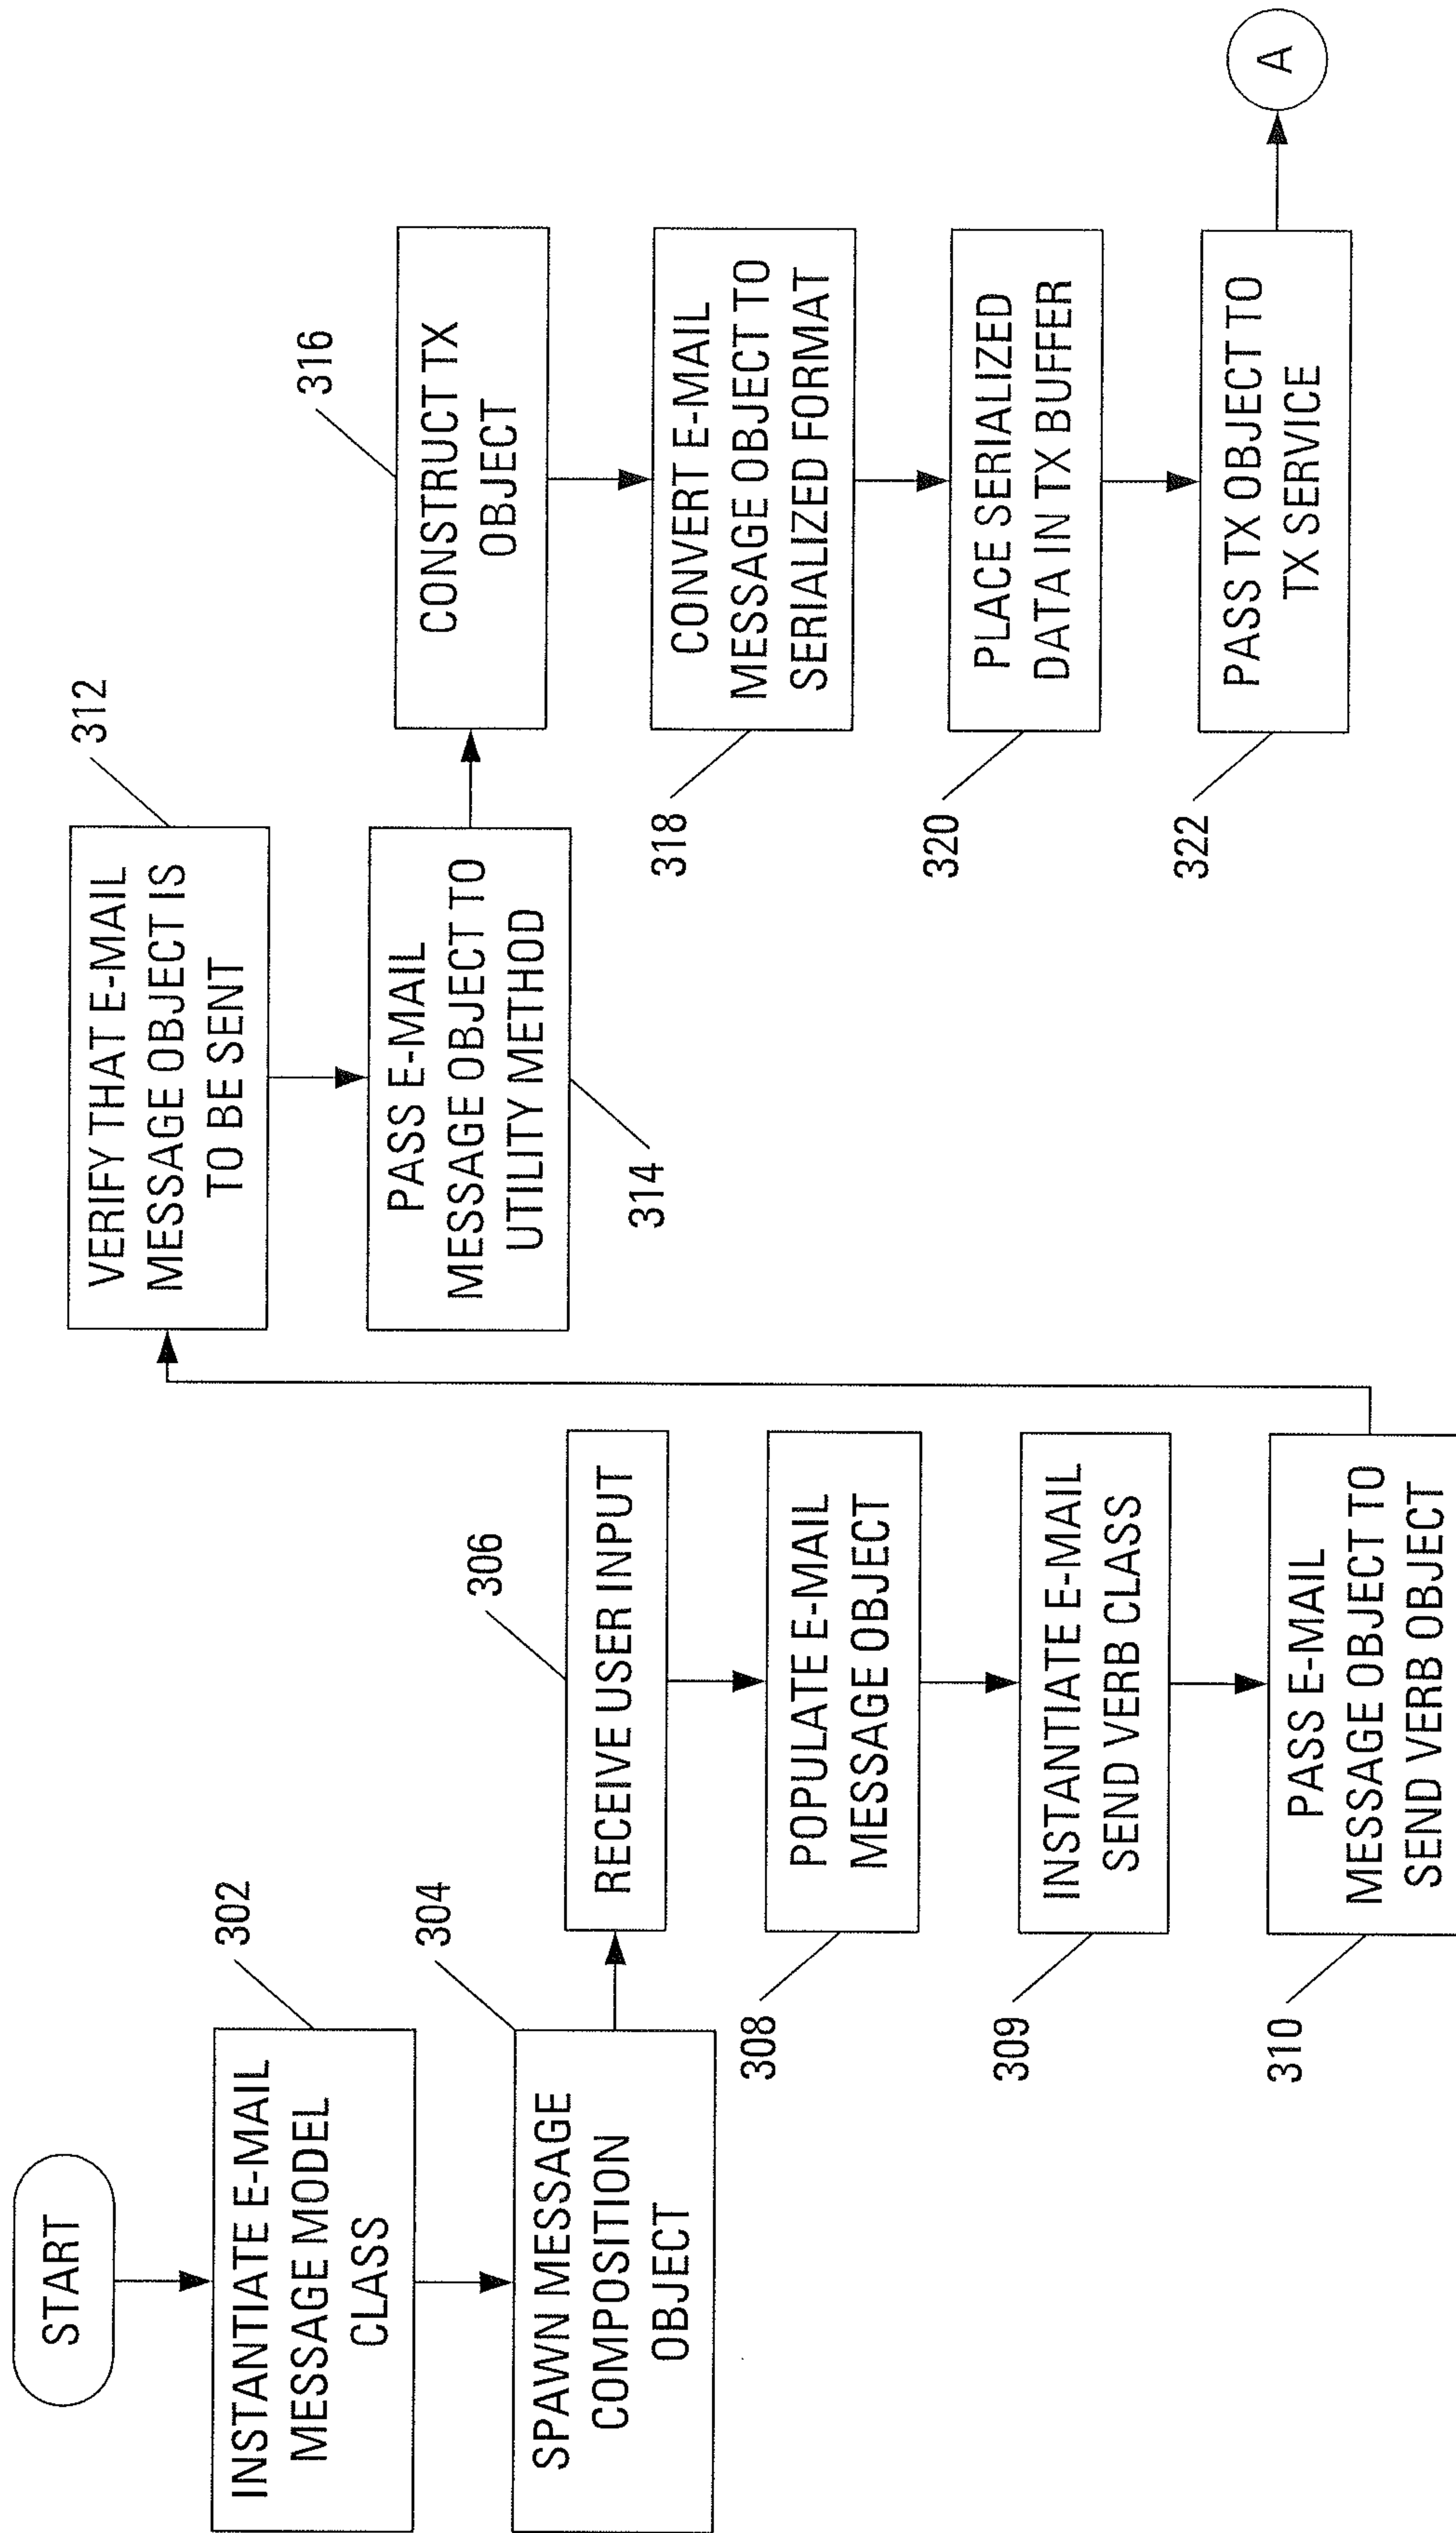 START
302
INSTANTIATE E-MAIL
MESSAGE MODEL
CLASS
304
SPAWN MESSAGE
COMPOSITION
OBJECT
306
RECEIVE USER INPUT
308
POPULATE E-MAIL
MESSAGE OBJECT
309
INSTANTIATE E-MAIL
SEND VERB CLASS
310
PASS E-MAIL
MESSAGE OBJECT TO
SEND VERB OBJECT
312
VERIFY THAT E-MAIL
MESSAGE OBJECT IS
TO BE SENT
314
PASS E-MAIL
MESSAGE OBJECT TO
UTILITY METHOD
316
CONSTRUCT TX
OBJECT
318
CONVERT E-MAIL
MESSAGE OBJECT TO
SERIALIZED FORMAT
320
PLACE SERIALIZED
DATA IN TX BUFFER
322
PASS TX OBJECT TO
TX SERVICE
A